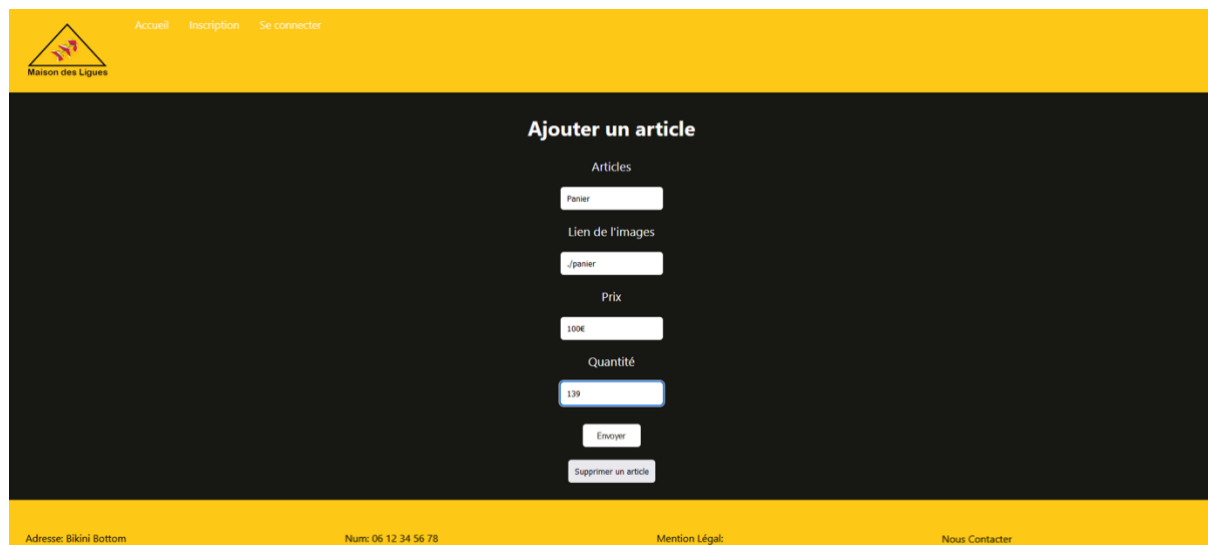 Accueil Inscription Se connecter
Maison des Ligues
Ajouter un article
Articles
Panier
Lien de l'images
./panier
Prix
100€
Quantité
139
Envoyer
Supprimer un article
Adresse: Bikini Bottom Num: 06 12 34 56 78 Mention Légal: Nous Contacter